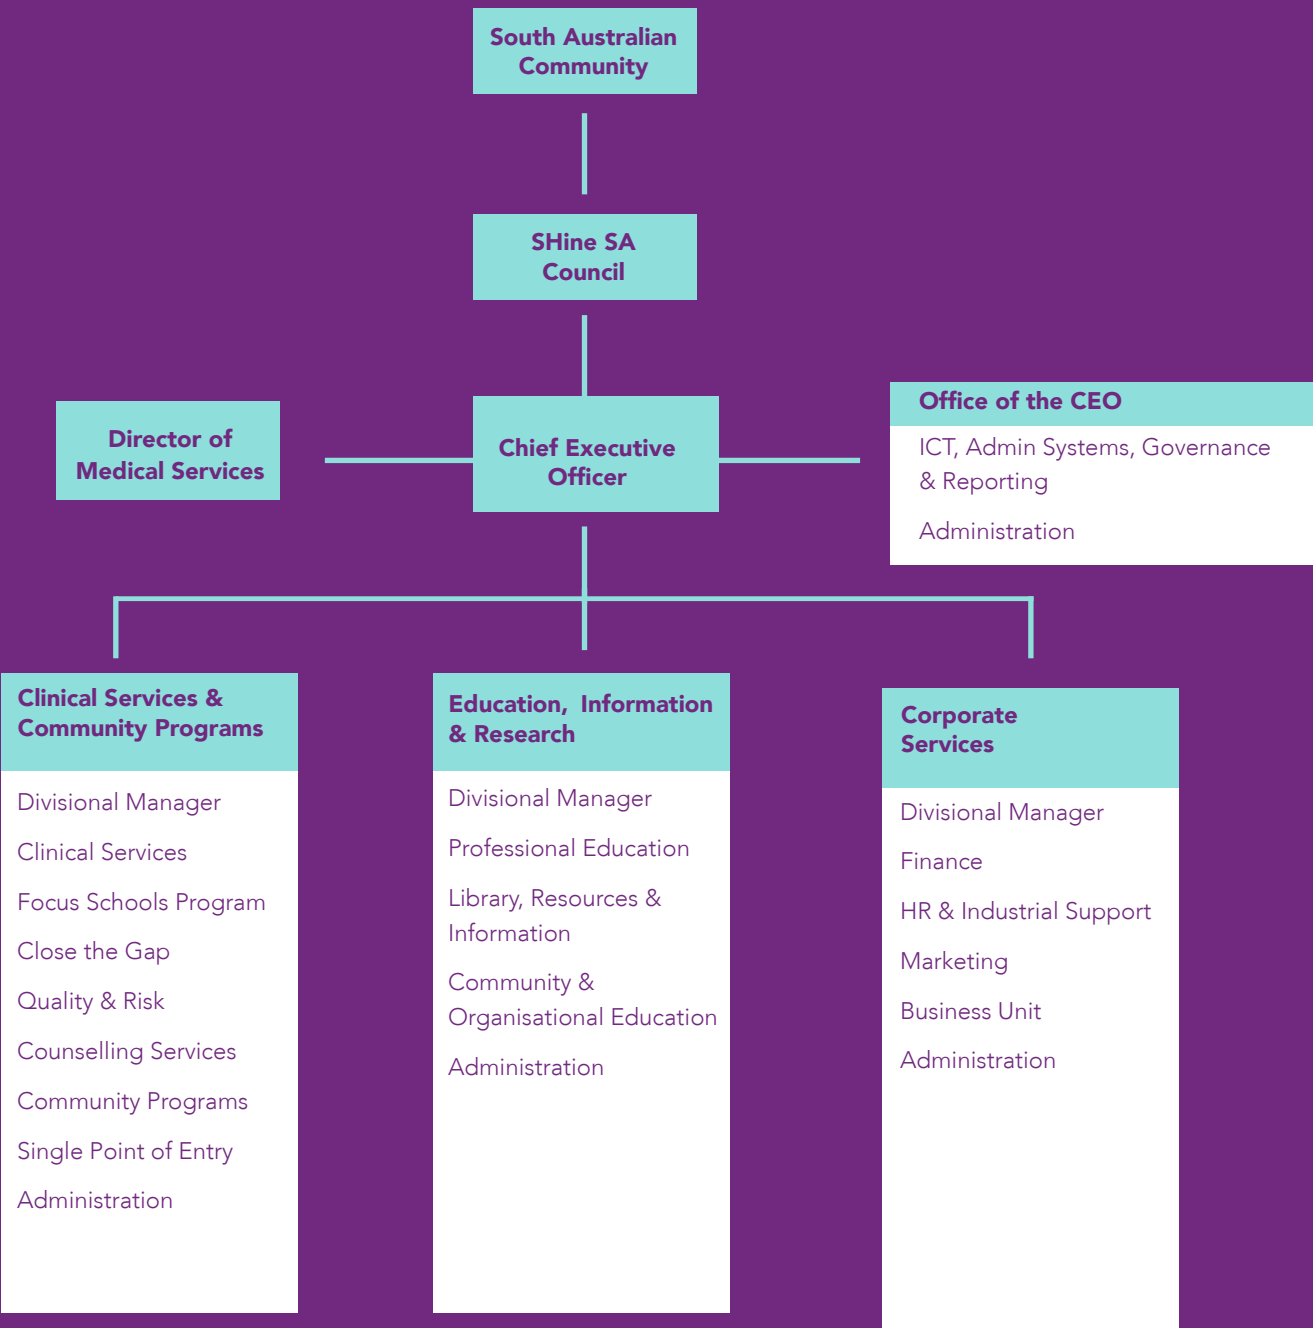 South Australian
Community
SHine SA
Council
Director of
Medical Services
Chief Executive
Officer
Office of the CEO
ICT, Admin Systems, Governance
& Reporting
Administration
Clinical Services &
Community Programs
Divisional Manager
Clinical Services
Focus Schools Program
Close the Gap
Quality & Risk
Counselling Services
Community Programs
Single Point of Entry
Administration
Education, Information
& Research
Divisional Manager
Professional Education
Library, Resources &
Information
Community &
Organisational Education
Administration
Corporate
Services
Divisional Manager
Finance
HR & Industrial Support
Marketing
Business Unit
Administration